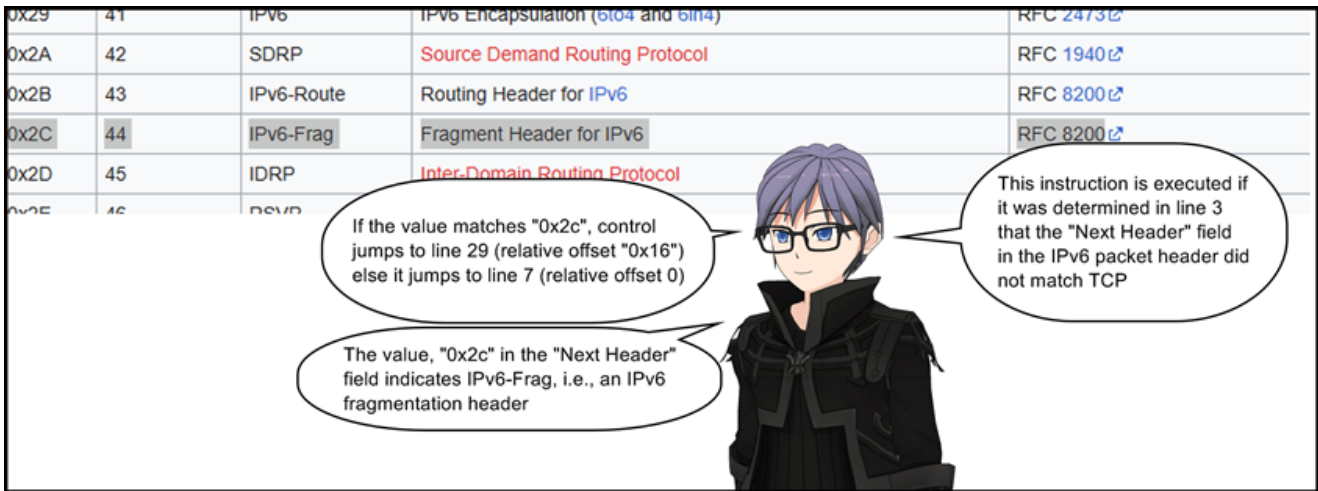 0x29 41 IPv6 IPv6 Encapsulation (6to4 and 6in4) RFC 2473
0x2A 42 SDRP Source Demand Routing Protocol RFC 1940
0x2B 43 IPv6-Route Routing Header for IPv6 RFC 8200
0x2C 44 IPv6-Frag Fragment Header for IPv6 RFC 8200
0x2D 45 IDRP Inter-Domain Routing Protocol
0x2E 46 RSVP
If the value matches "0x2c", control
jumps to line 29 (relative offset "0x16")
else it jumps to line 7 (relative offset 0)
This instruction is executed if
it was determined in line 3
that the "Next Header" field
in the IPv6 packet header did
not match TCP
The value, "0x2c" in the "Next Header"
field indicates IPv6-Frag, i.e., an IPv6
fragmentation header